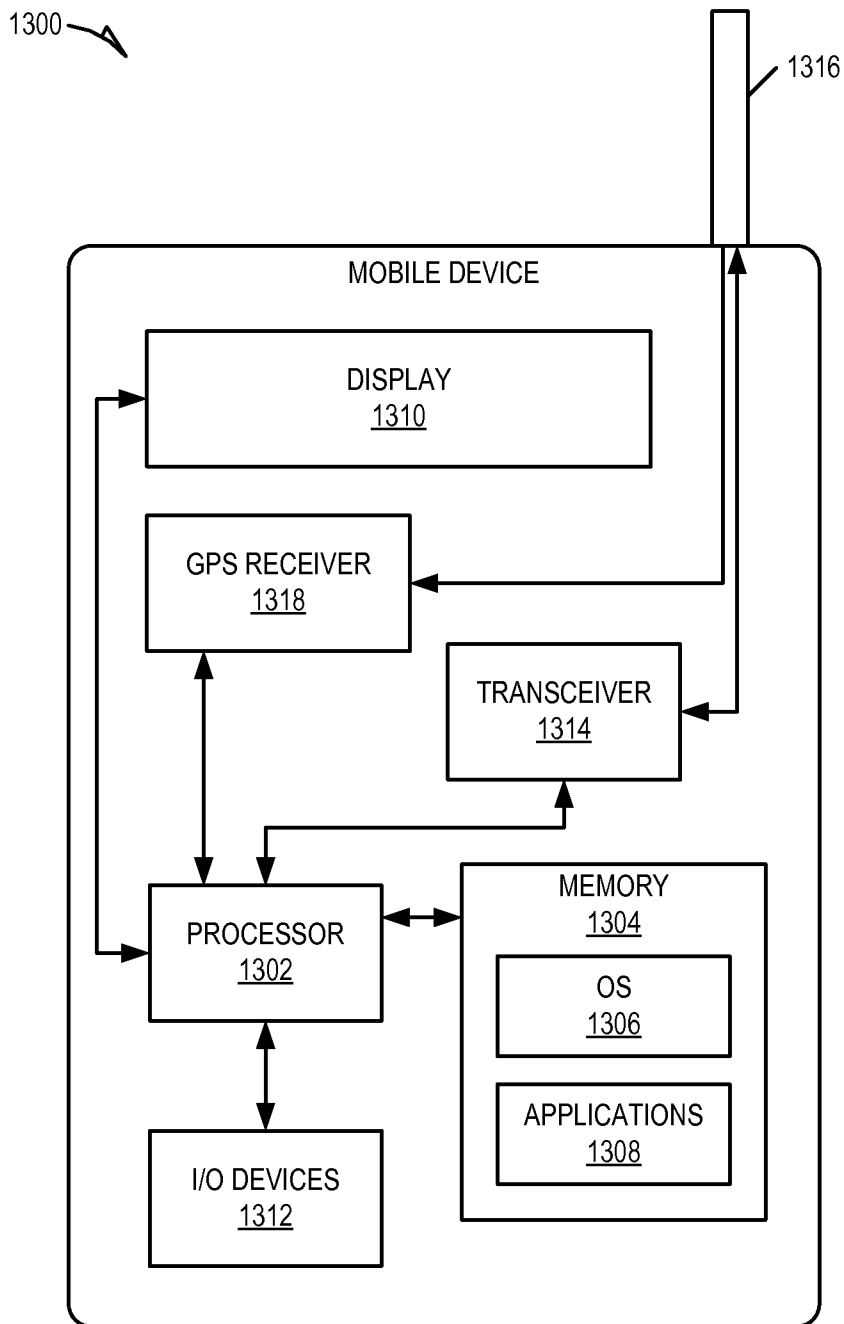 1300
1316
MOBILE DEVICE
DISPLAY
1310
GPS RECEIVER
1318
TRANSCEIVER
1314
PROCESSOR
1302
MEMORY
1304
OS
1306
APPLICATIONS
1308
I/O DEVICES
1312